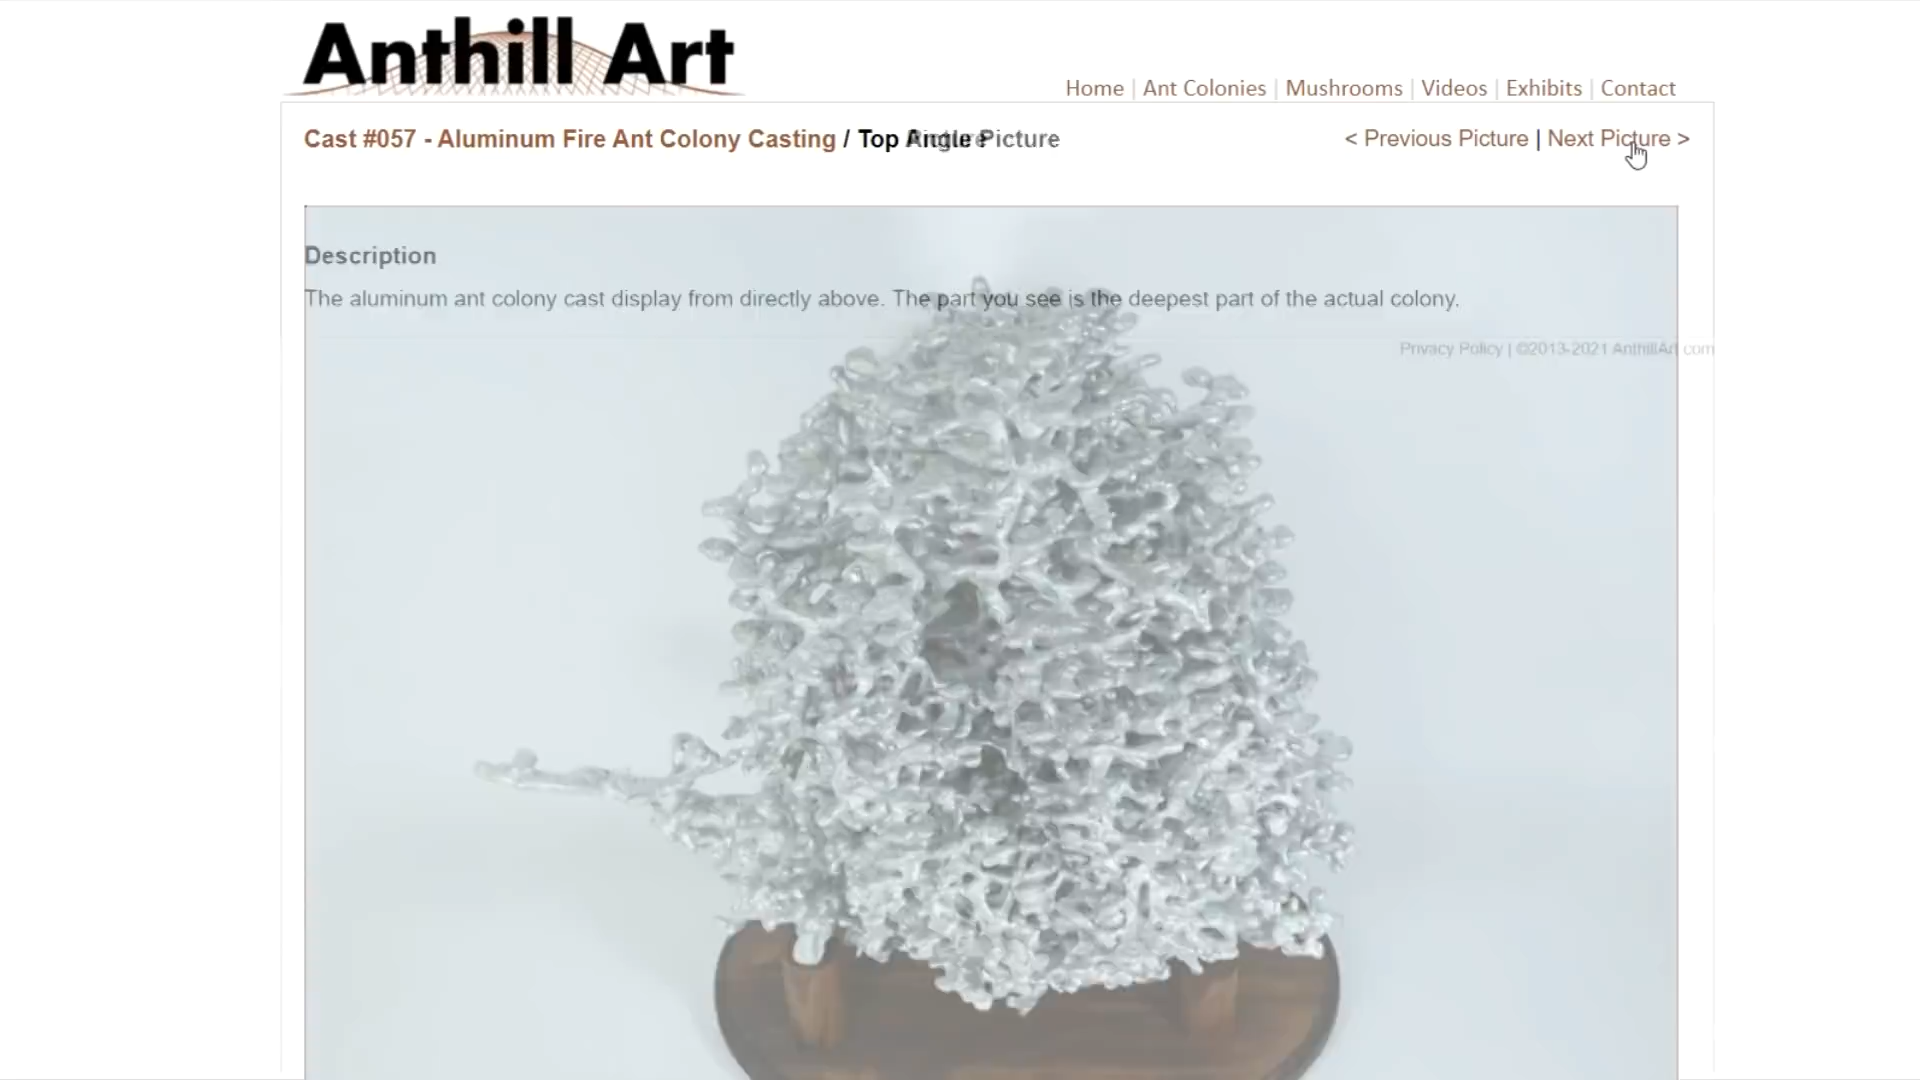 Anthill Art
Home | Ant Colonies | Mushrooms | Videos | Exhibits | Contact
Cast #057 - Aluminum Fire Ant Colony Casting / Top Angle Picture
< Previous Picture | Next Picture >
Description
The aluminum ant colony cast display from directly above. The part you see is the deepest part of the actual colony.
Privacy Policy | ©2013-2021 AnthillArt.com